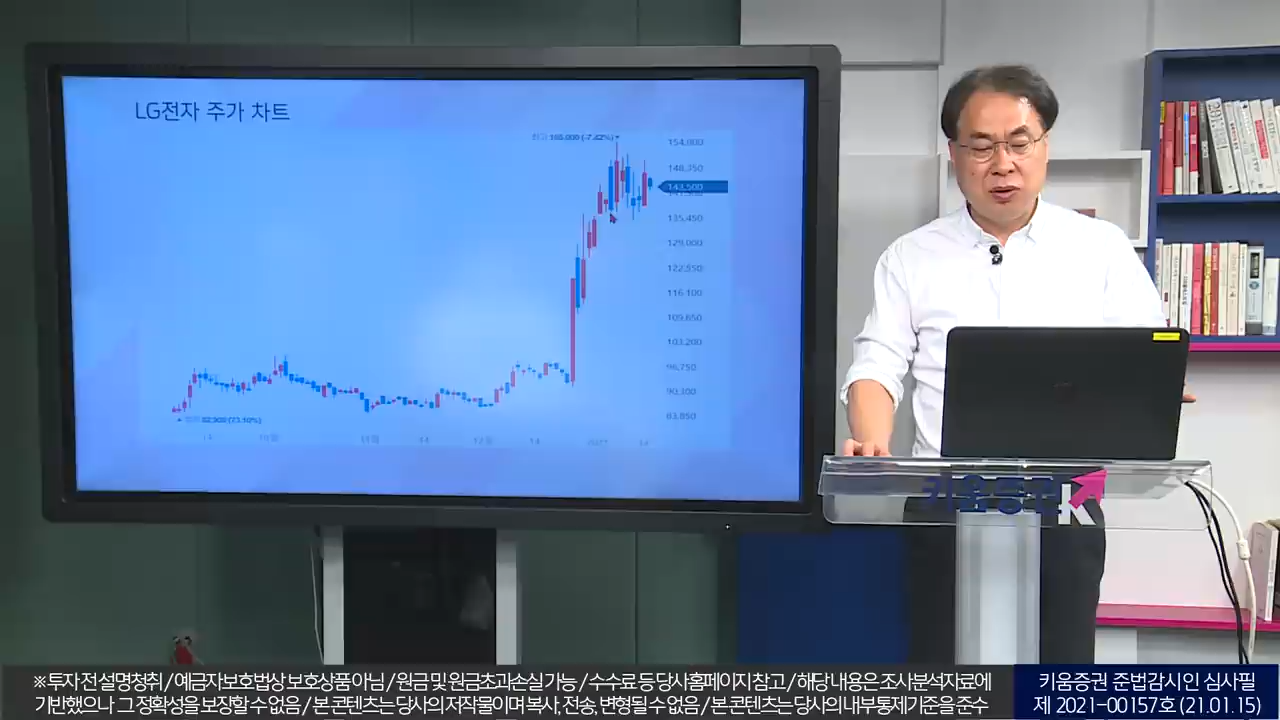 LG전자 주가 차트
154,800
148,350
143,500
135,450
129,000
122,550
116,100
109,650
103,200
96,750
90,300
83,850
14
14
14
키움증권
※ 투자 전 설명청취 / 예금자보호법상 보호상품 아님 / 원금 및 원금초과손실 가능 / 수수료 등 당사홈페이지 참고 / 해당 내용은 조사분석자료에
기반했으나 그 정확성을 보장할 수 없음 / 본 콘텐츠는 당사의 저작물이며 복사, 전송, 변형될 수 없음 / 본 콘텐츠는 당사의 내부통제기준을 준수
키움증권 준법감시인 심사필
제 2021-00157호 (21.01.15)